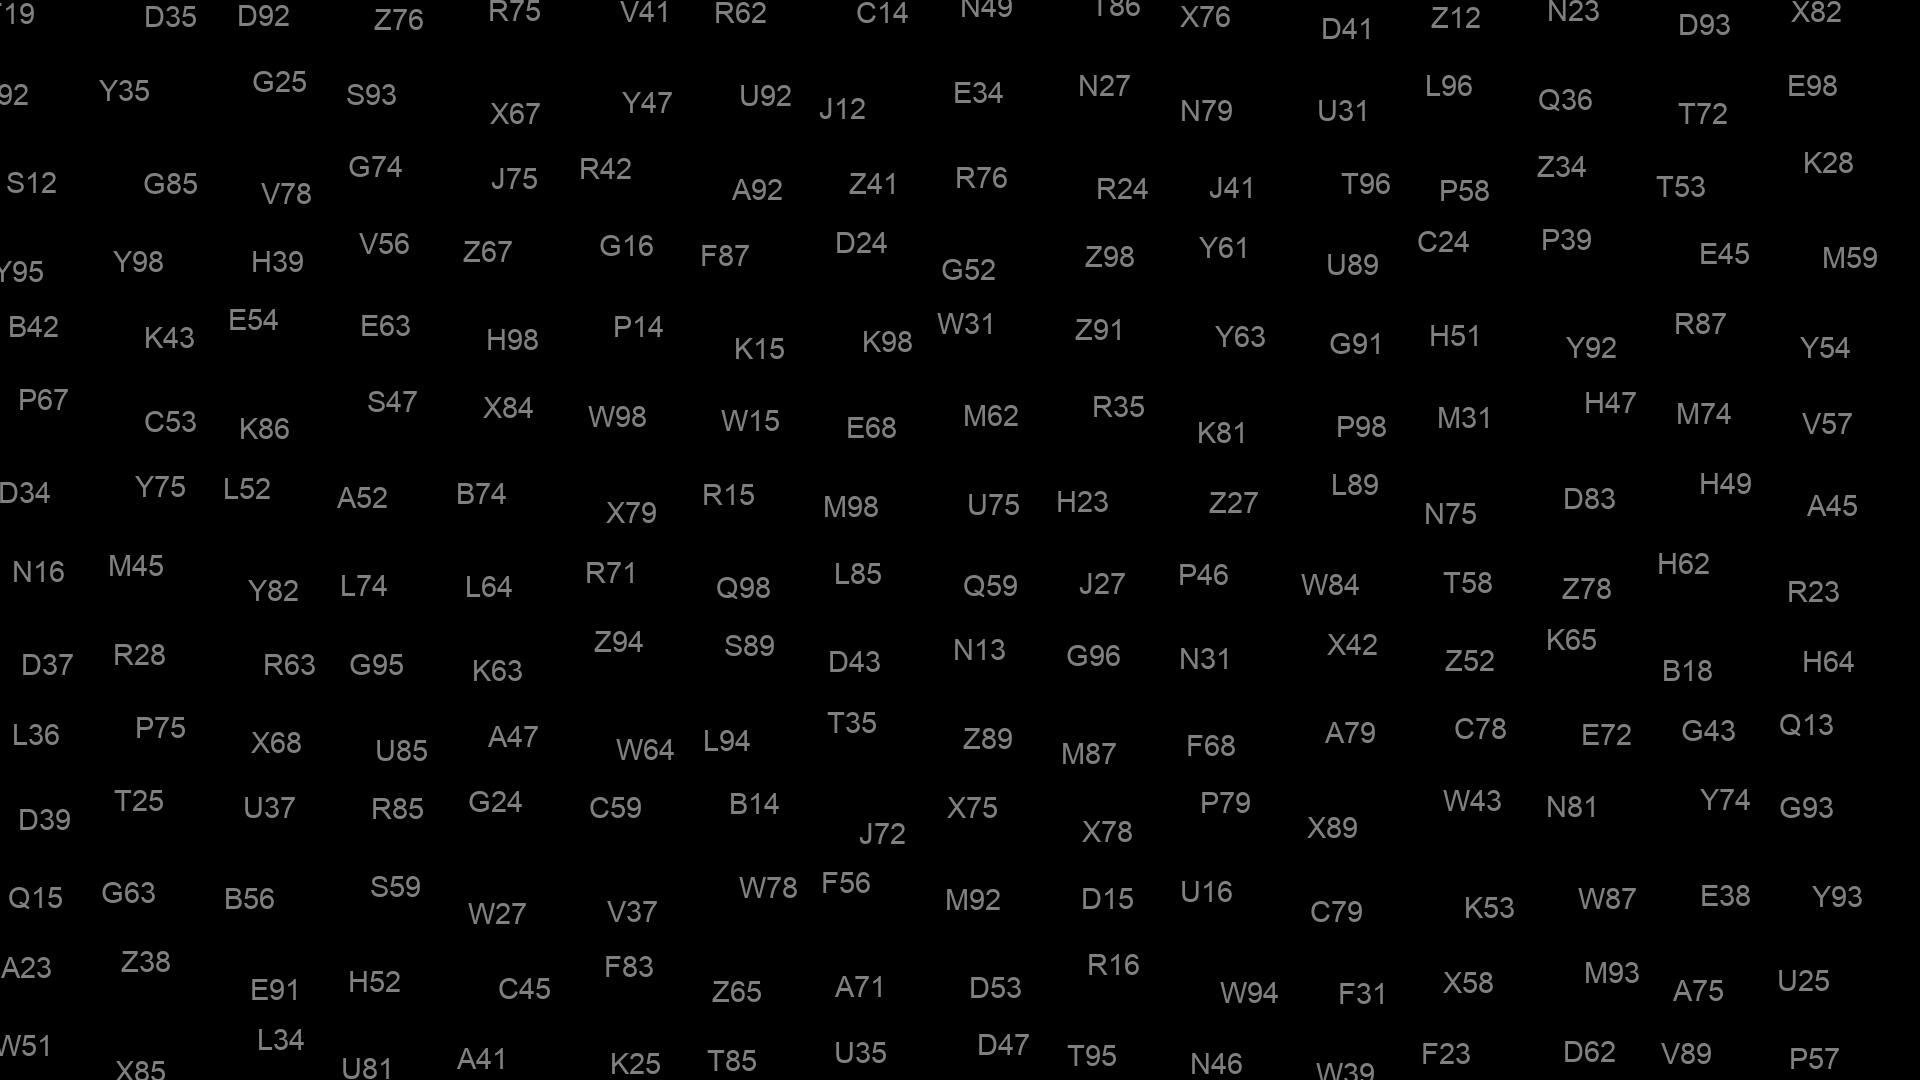 D35 D92 Z76 R75 V41 R62 C14 N49 T86 X76 D41 Z12 N23 D93 X82
Y35 G25 S93 X67 Y47 U92 J12 E34 N27 N79 U31 L96 Q36 T72 E98
S12 G85 V78 G74 J75 R42 A92 Z41 R76 R24 J41 T96 P58 Z34 T53 K28
Y95 Y98 H39 V56 Z67 G16 F87 D24 G52 Z98 Y61 U89 C24 P39 E45 M59
B42 K43 E54 E63 H98 P14 K15 K98 W31 Z91 Y63 G91 H51 Y92 R87 Y54
P67 C53 K86 S47 X84 W98 W15 E68 M62 R35 K81 P98 M31 H47 M74 V57
D34 Y75 L52 A52 B74 X79 R15 M98 U75 H23 Z27 L89 N75 D83 H49 A45
N16 M45 Y82 L74 L64 R71 Q98 L85 Q59 J27 P46 W84 T58 Z78 H62 R23
D37 R28 R63 G95 K63 Z94 S89 D43 N13 G96 N31 X42 Z52 K65 B18 H64
L36 P75 X68 U85 A47 W64 L94 T35 Z89 M87 F68 A79 C78 E72 G43 Q13
D39 T25 U37 R85 G24 C59 B14 J72 X75 X78 P79 X89 W43 N81 Y74 G93
Q15 G63 B56 S59 W27 V37 W78 F56 M92 D15 U16 C79 K53 W87 E38 Y93
A23 Z38 E91 H52 C45 F83 Z65 A71 D53 R16 W94 F31 X58 M93 A75 U25
W51 X85 L34 U81 A41 K25 T85 U35 D47 T95 N46 W39 F23 D62 V89 P57